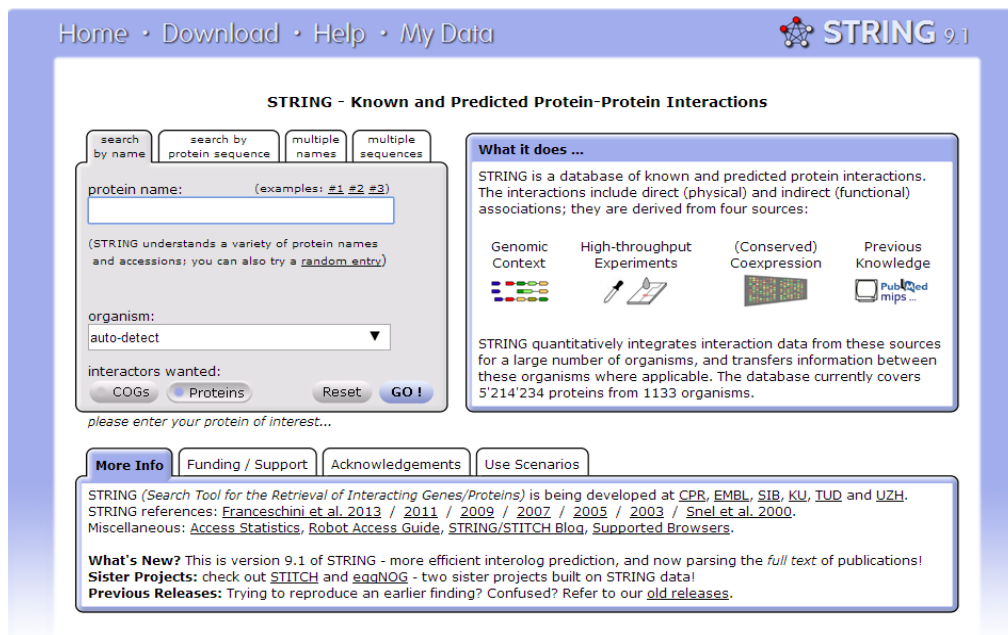 Home · Download · Help · My Data
STRING 9.1
STRING - Known and Predicted Protein-Protein Interactions
search by name
search by protein sequence
multiple names
multiple sequences
protein name:
(examples: #1 #2 #3)
(STRING understands a variety of protein names
and accessions; you can also try a random entry)
organism:
auto-detect
interactors wanted:
COGs
Proteins
Reset
GO !
please enter your protein of interest...
What it does ...
STRING is a database of known and predicted protein interactions.
The interactions include direct (physical) and indirect (functional)
associations; they are derived from four sources:
Genomic Context
High-throughput Experiments
(Conserved) Coexpression
Previous Knowledge
PubMed
mips ...
STRING quantitatively integrates interaction data from these sources
for a large number of organisms, and transfers information between
these organisms where applicable. The database currently covers
5'214'234 proteins from 1133 organisms.
More Info
Funding / Support
Acknowledgements
Use Scenarios
STRING (Search Tool for the Retrieval of Interacting Genes/Proteins) is being developed at CPR, EMBL, SIB, KU, TUD and UZH.
STRING references: Franceschini et al. 2013 / 2011 / 2009 / 2007 / 2005 / 2003 / Snel et al. 2000.
Miscellaneous: Access Statistics, Robot Access Guide, STRING/STITCH Blog, Supported Browsers.
What's New? This is version 9.1 of STRING - more efficient interolog prediction, and now parsing the full text of publications!
Sister Projects: check out STITCH and eggNOG - two sister projects built on STRING data!
Previous Releases: Trying to reproduce an earlier finding? Confused? Refer to our old releases.